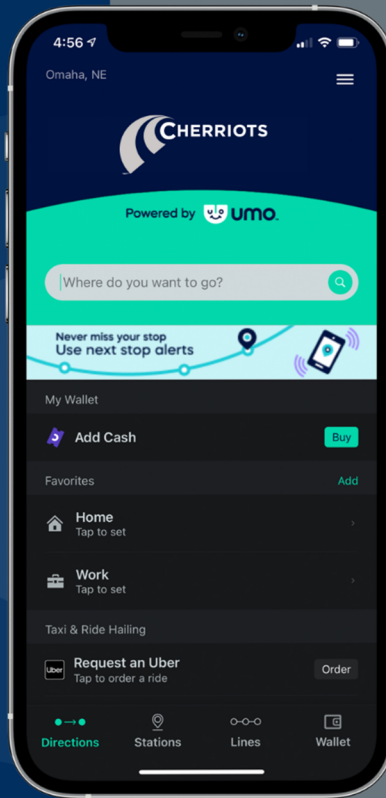 4:56
Omaha, NE
CHERRIOTS
Powered by umo.
Where do you want to go?
Never miss your stop
Use next stop alerts
My Wallet
Add Cash
Buy
Favorites
Add
Home
Tap to set
Work
Tap to set
Taxi & Ride Hailing
Uber
Request an Uber
Order
Tap to order a ride
Directions Stations Lines Wallet